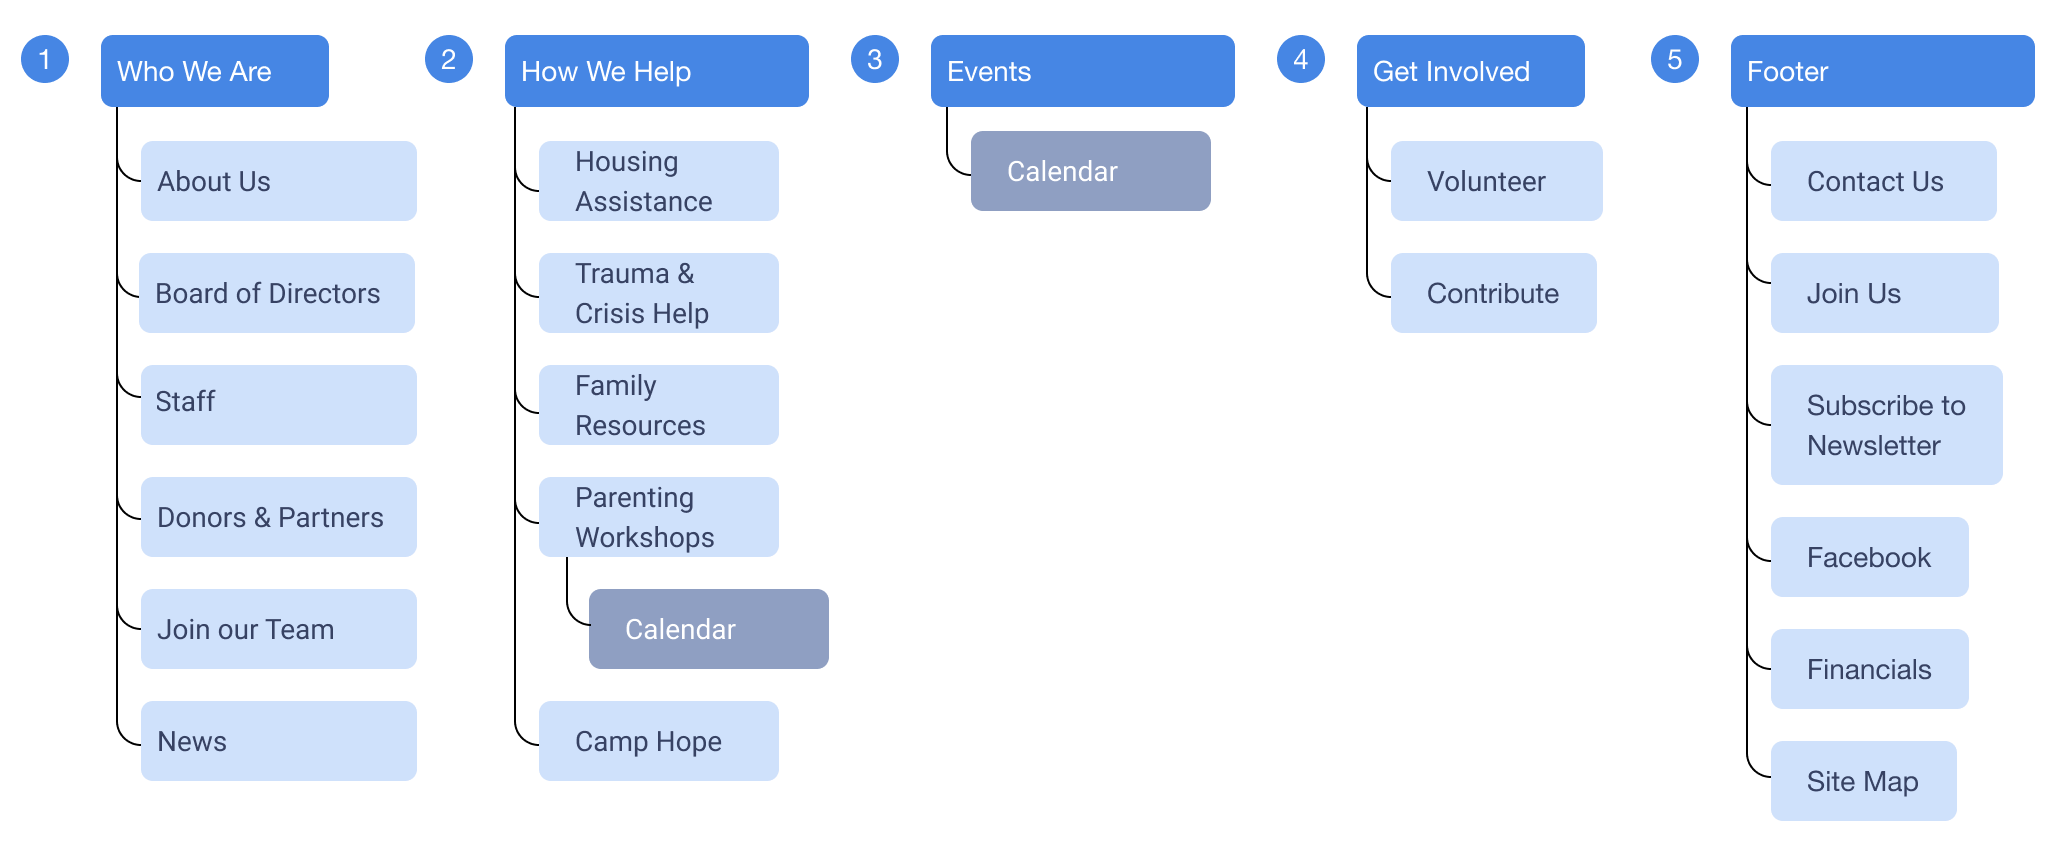 1
Who We Are
About Us
Board of Directors
Staff
Donors & Partners
Join our Team
News
2
How We Help
Housing
Assistance
Trauma &
Crisis Help
Family
Resources
Parenting
Workshops
Calendar
Camp Hope
3
Events
Calendar
4
Get Involved
Volunteer
Contribute
5
Footer
Contact Us
Join Us
Subscribe to
Newsletter
Facebook
Financials
Site Map